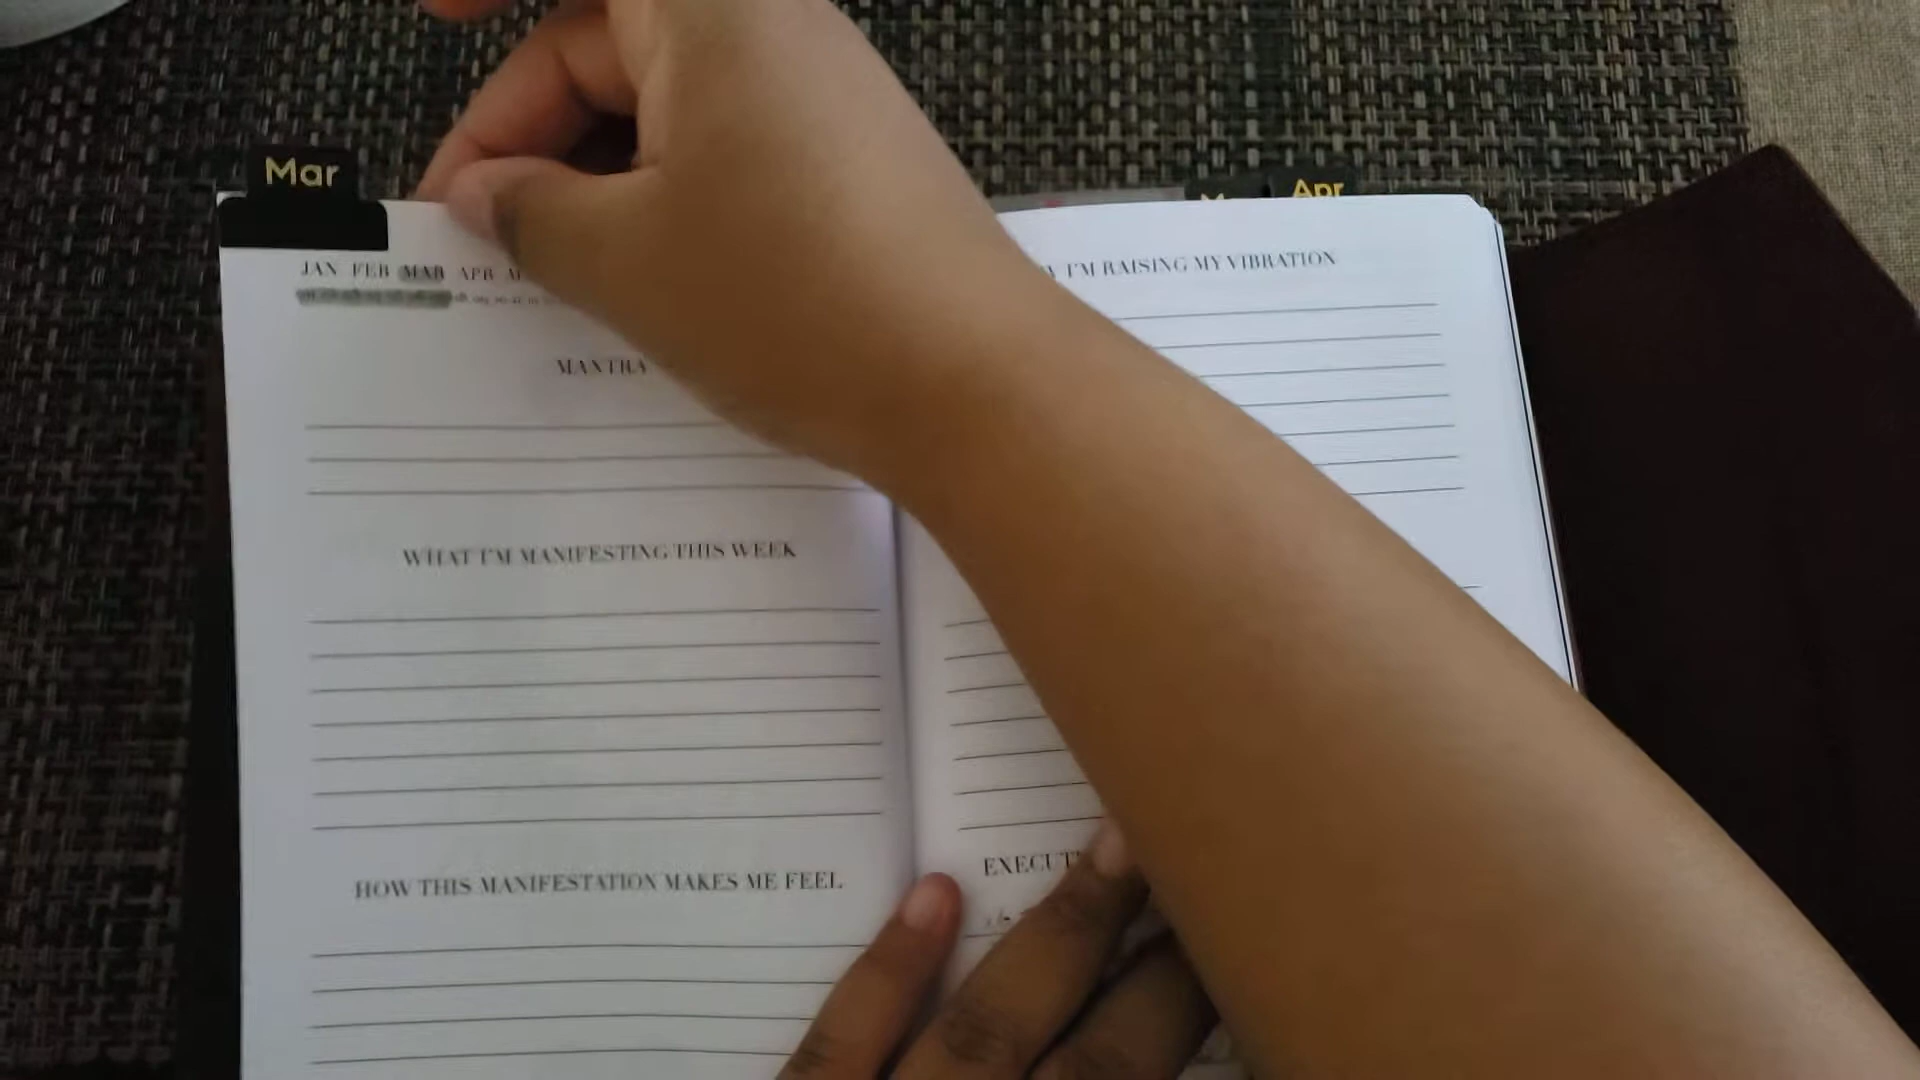 Mar
Apr
JAN FEB MAR APR
MANTRA
WHAT I'M MANIFESTING THIS WEEK
HOW THIS MANIFESTATION MAKES ME FEEL
I'M RAISING MY VIBRATION